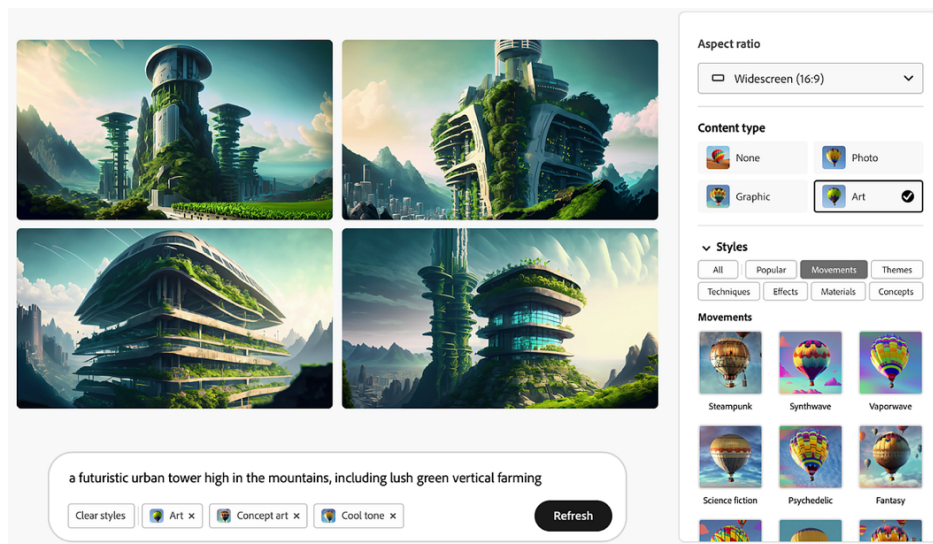 Aspect ratio
Widescreen (16:9)
Content type
None
Photo
Graphic
Art
Styles
All
Popular
Movements
Themes
Techniques
Effects
Materials
Concepts
Movements
Steampunk
Synthwave
Vaporwave
Science fiction
Psychedelic
Fantasy
a futuristic urban tower high in the mountains, including lush green vertical farming
Clear styles
Art ×
Concept art ×
Cool tone ×
Refresh